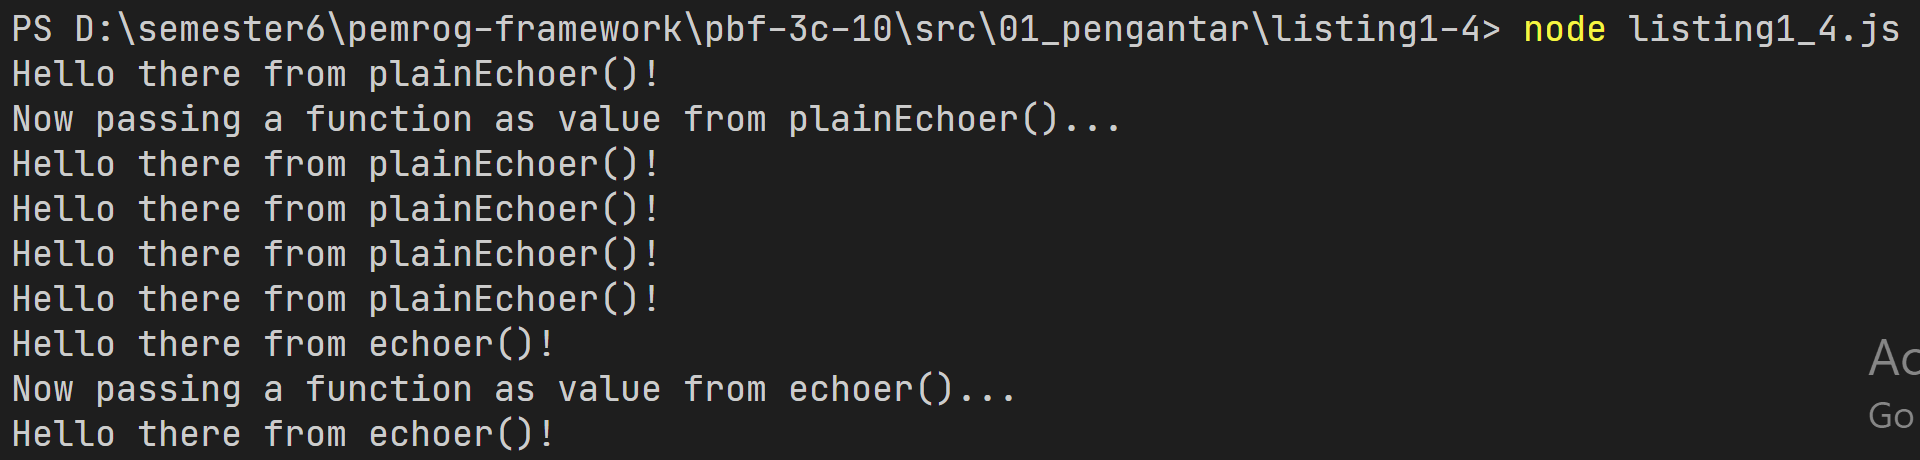 PS D:\semester6\pemrog-framework\pbf-3c-10\src\01_pengantar\listing1-4> node listing1_4.js
Hello there from plainEchoer()!
Now passing a function as value from plainEchoer()...
Hello there from plainEchoer()!
Hello there from plainEchoer()!
Hello there from plainEchoer()!
Hello there from plainEchoer()!
Hello there from echoer()!
Now passing a function as value from echoer()...
Hello there from echoer()!
Go